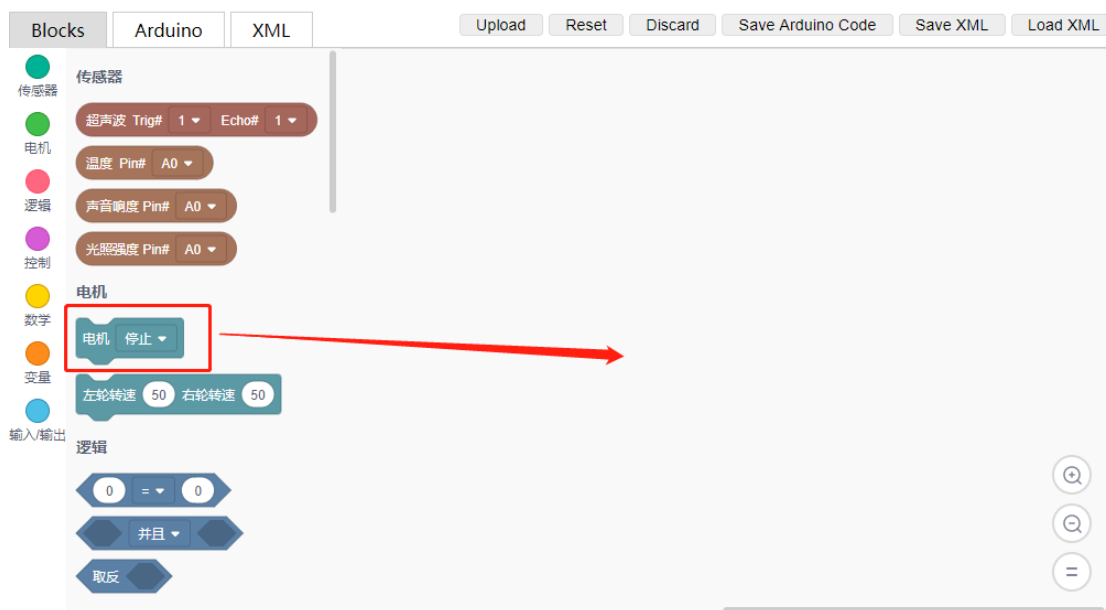 Blocks Arduino XML Upload Reset Discard Save Arduino Code Save XML Load XML
传感器
电机
逻辑
控制
数学
变量
输入/输出
传感器
超声波 Trig# 1 Echo# 1
温度 Pin# A0
声音响度 Pin# A0
光照强度 Pin# A0
电机
电机 停止
左轮转速 50 右轮转速 50
逻辑
0 = 0
并且
取反